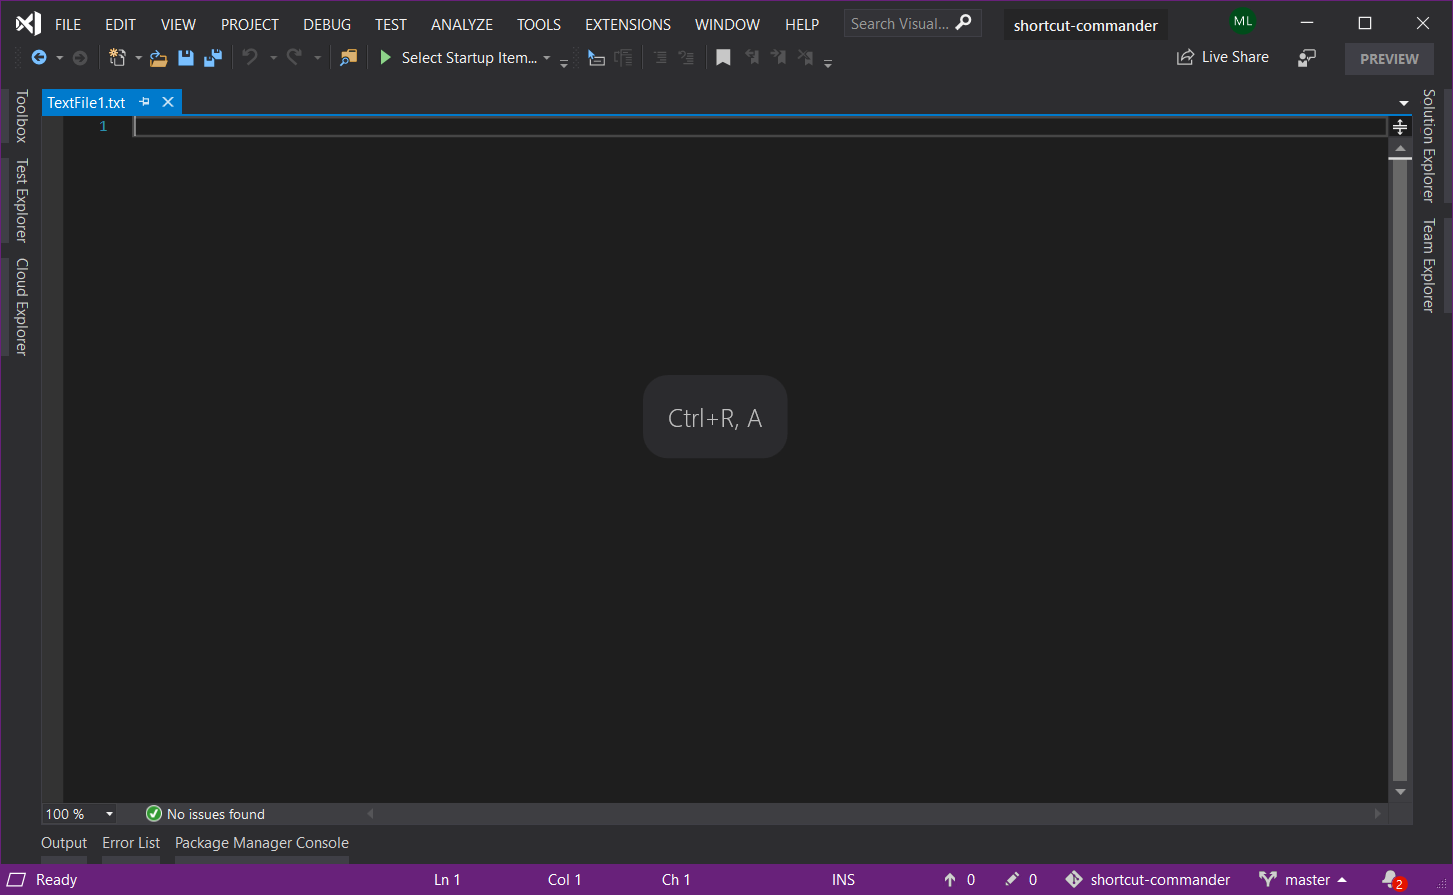 FILE EDIT VIEW PROJECT DEBUG TEST ANALYZE TOOLS EXTENSIONS WINDOW HELP Search Visual... shortcut-commander ML
Select Startup Item... Live Share PREVIEW
TextFile1.txt
1
Toolbox
Test Explorer
Cloud Explorer
Solution Explorer
Team Explorer
Ctrl+R, A
100 % No issues found
Output Error List Package Manager Console
Ready Ln 1 Col 1 Ch 1 INS 0 0 shortcut-commander master 2